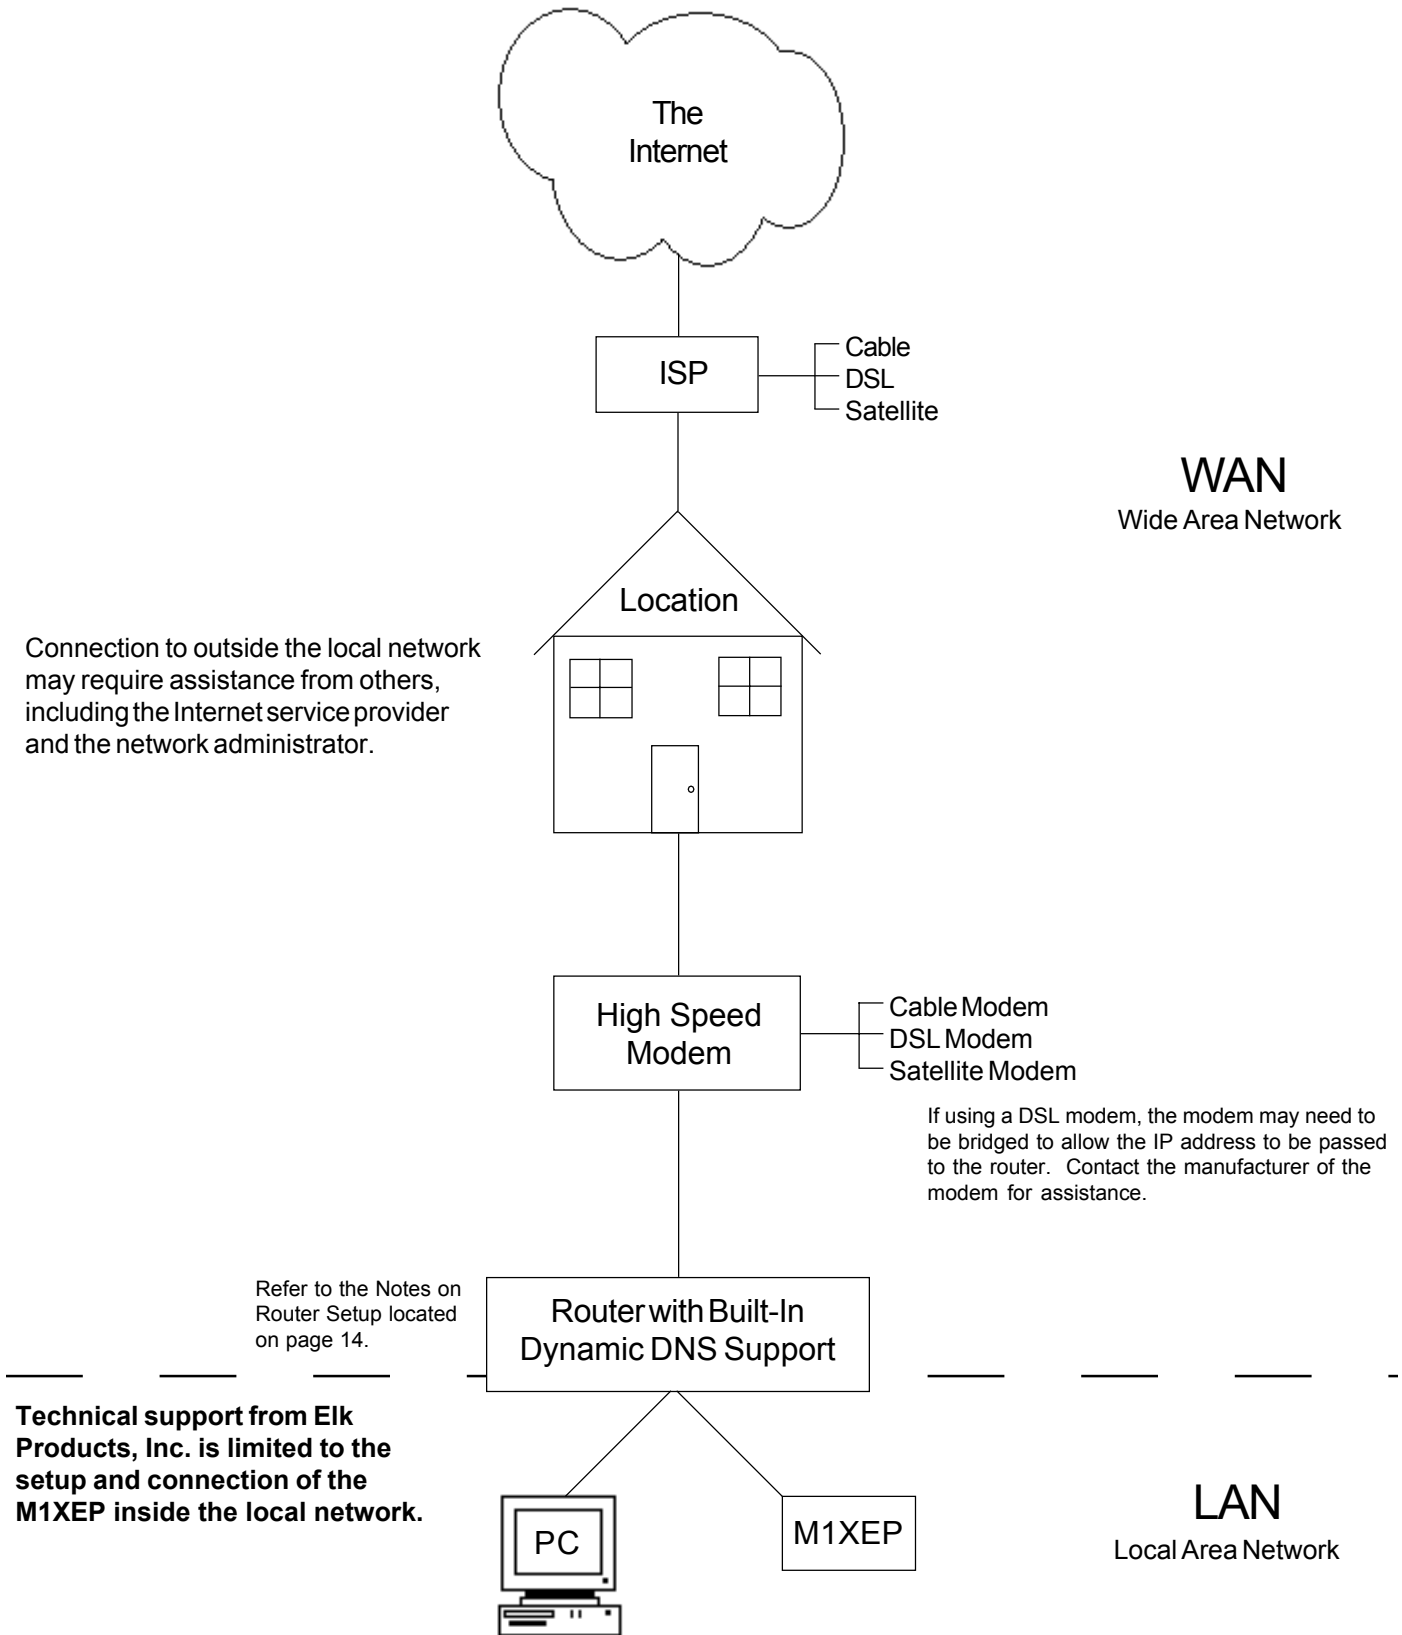 The
Internet
ISP
Cable
DSL
Satellite
WAN
Wide Area Network
Location
Connection to outside the local network
may require assistance from others,
including the Internet service provider
and the network administrator.
High Speed
Modem
Cable Modem
DSL Modem
Satellite Modem
If using a DSL modem, the modem may need to
be bridged to allow the IP address to be passed
to the router. Contact the manufacturer of the
modem for assistance.
Refer to the Notes on
Router Setup located
on page 14.
Router with Built-In
Dynamic DNS Support
Technical support from Elk
Products, Inc. is limited to the
setup and connection of the
M1XEP inside the local network.
PC
M1XEP
LAN
Local Area Network